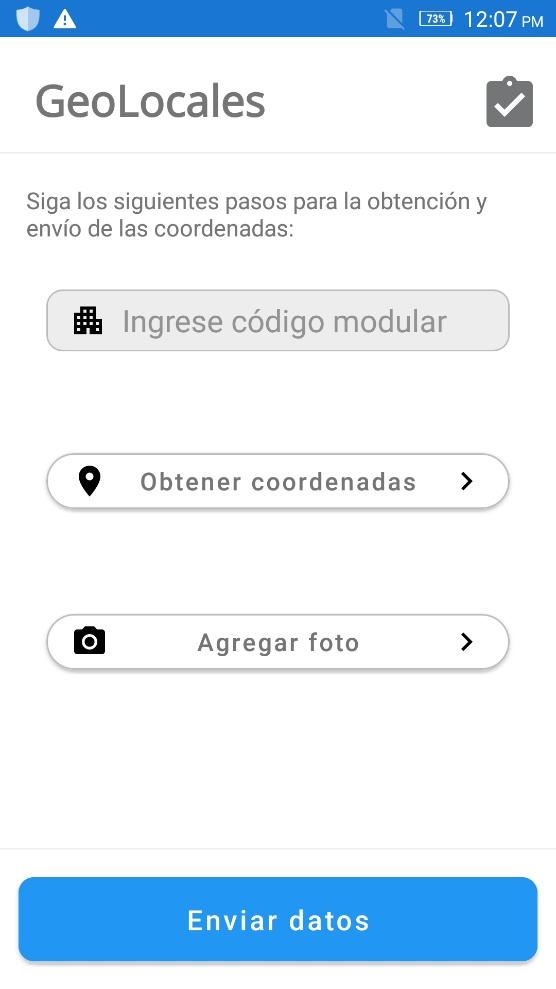 73% 12:07 PM
GeoLocales
Siga los siguientes pasos para la obtención y
envío de las coordenadas:
Ingrese código modular
Obtener coordenadas
Agregar foto
Enviar datos